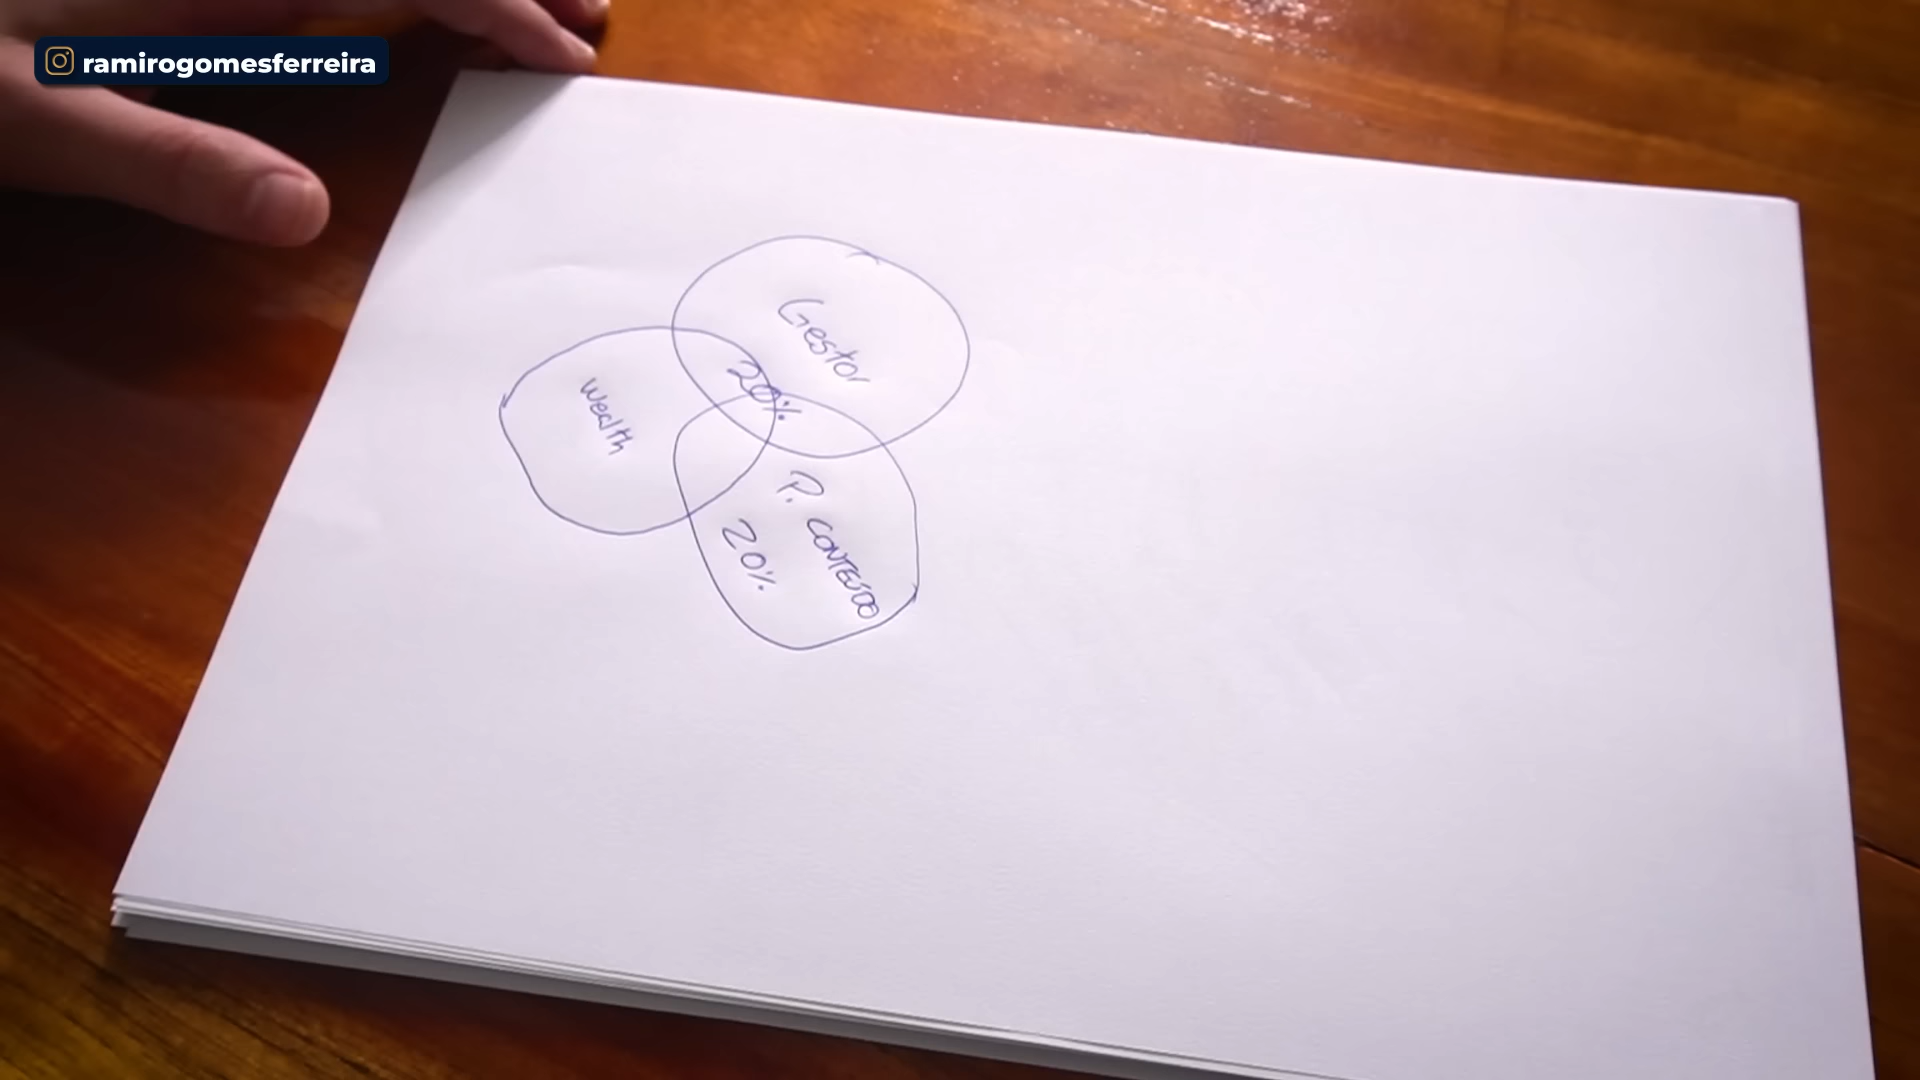 ramirogomesferreira
Gestor
20%
Wealth
P. CONTEÚDO
20%